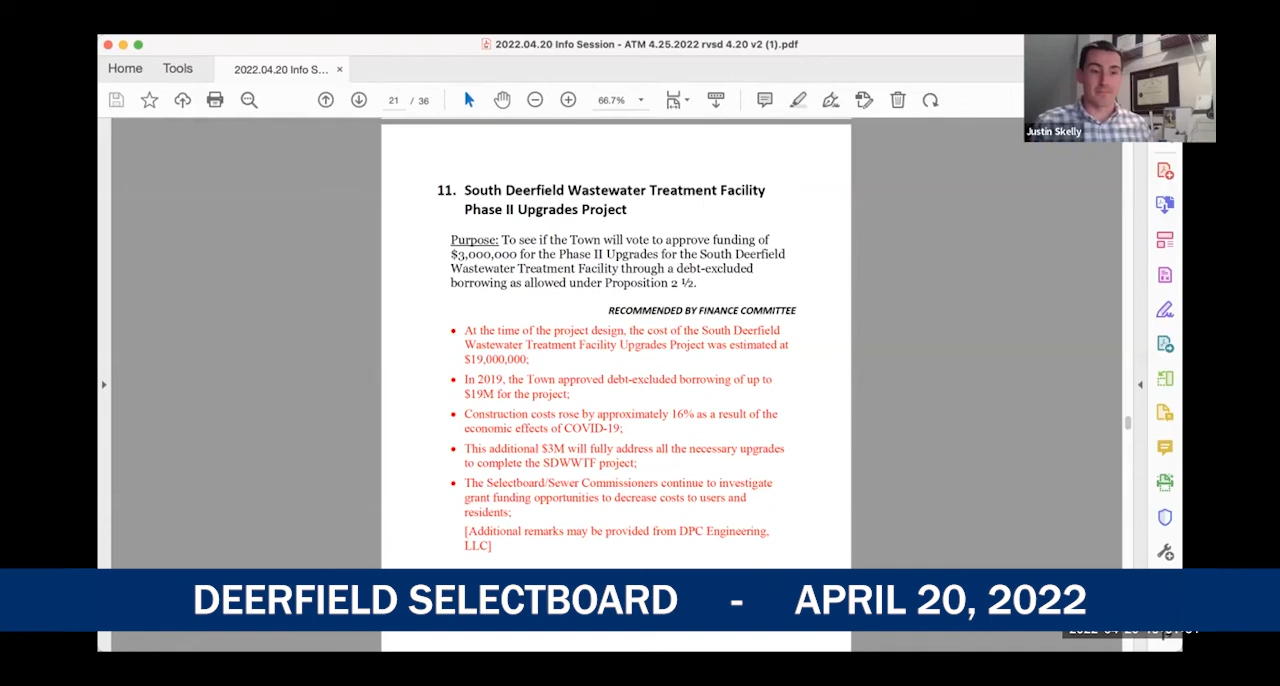 2022.04.20 Info Session - ATM 4.25.2022 rvsd 4.20 v2 (1).pdf
Home
Tools
2022.04.20 Info S...
×
21 / 36
66.7%
Justin Skelly
11. South Deerfield Wastewater Treatment Facility
Phase II Upgrades Project
Purpose: To see if the Town will vote to approve funding of
$3,000,000 for the Phase II Upgrades for the South Deerfield
Wastewater Treatment Facility through a debt-excluded
borrowing as allowed under Proposition 2 ½.
RECOMMENDED BY FINANCE COMMITTEE
• At the time of the project design, the cost of the South Deerfield
Wastewater Treatment Facility Upgrades Project was estimated at
$19,000,000;
• In 2019, the Town approved debt-excluded borrowing of up to
$19M for the project;
• Construction costs rose by approximately 16% as a result of the
economic effects of COVID-19;
• This additional $3M will fully address all the necessary upgrades
to complete the SDWWTF project;
• The Selectboard/Sewer Commissioners continue to investigate
grant funding opportunities to decrease costs to users and
residents;
[Additional remarks may be provided from DPC Engineering,
LLC]
DEERFIELD SELECTBOARD - APRIL 20, 2022